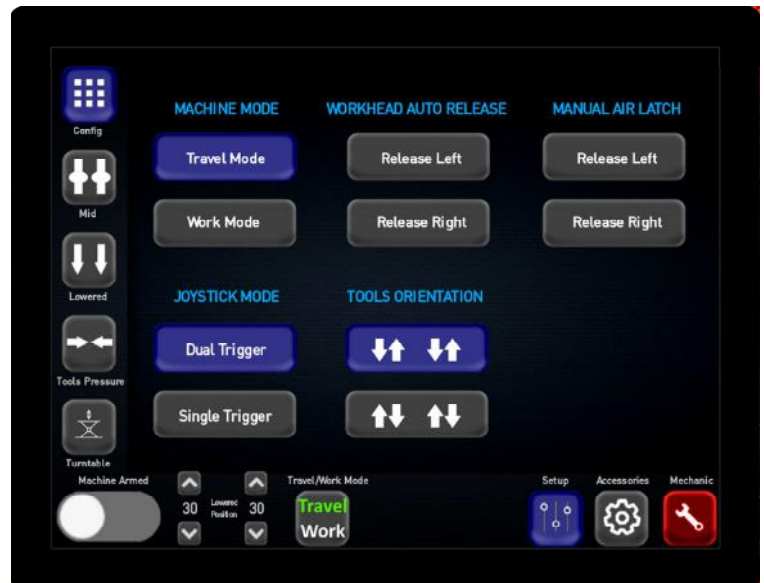 MACHINE MODE WORKHEAD AUTO RELEASE MANUAL AIR LATCH
Config
Travel Mode Release Left Release Left
Mid
Work Mode Release Right Release Right
Lowered
JOYSTICK MODE TOOLS ORIENTATION
Dual Trigger
Tools Pressure
Single Trigger
Turntable
Machine Armed Travel/Work Mode Setup Accessories Mechanic
30 Lowered Position 30
Travel
Work